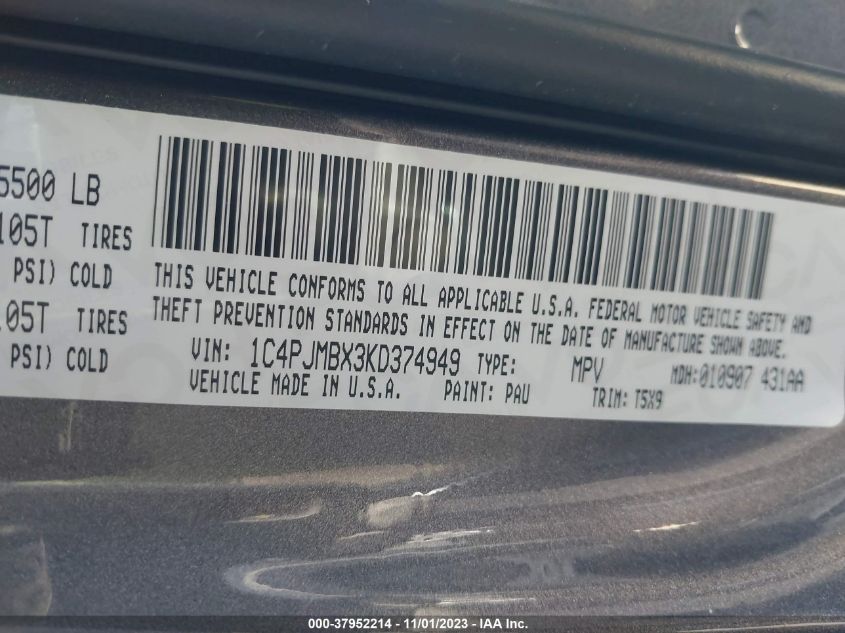 5500 LB
105T TIRES
PSI) COLD
105T TIRES
PSI) COLD
THIS VEHICLE CONFORMS TO ALL APPLICABLE U.S.A. FEDERAL MOTOR VEHICLE SAFETY AND
THEFT PREVENTION STANDARDS IN EFFECT ON THE DATE OF MANUFACTURE SHOWN ABOVE.
VIN: 1C4PJMBX3KD374949 TYPE: MPV MDH: 010907 431AA
VEHICLE MADE IN U.S.A. PAINT: PAU TRIM: T5X9
000-37952214 - 11/01/2023 - IAA Inc.